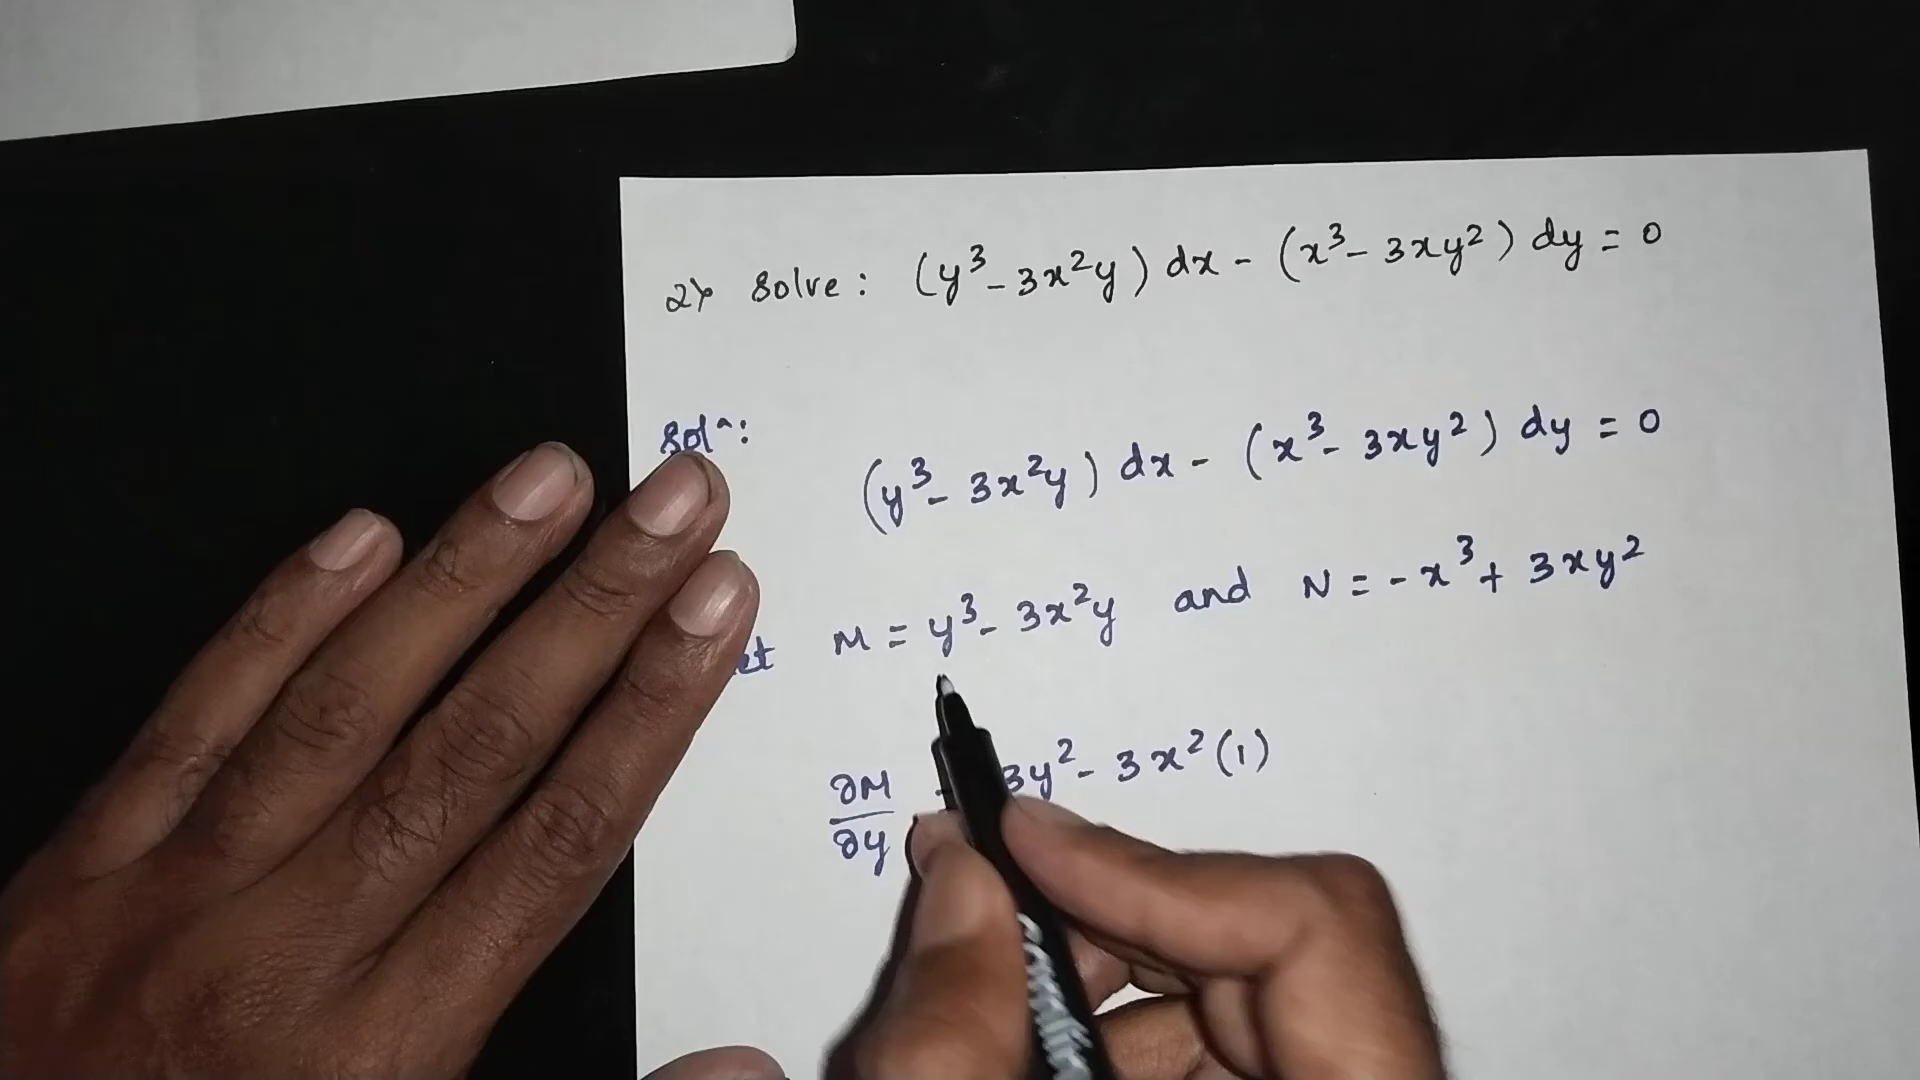 2) Solve: (y³ - 3x²y) dx - (x³ - 3xy²) dy = 0
Solⁿ:
(y³ - 3x²y) dx - (x³ - 3xy²) dy = 0
M = y³ - 3x²y and N = -x³ + 3xy²
∂M/∂y 3y² - 3x²(1)